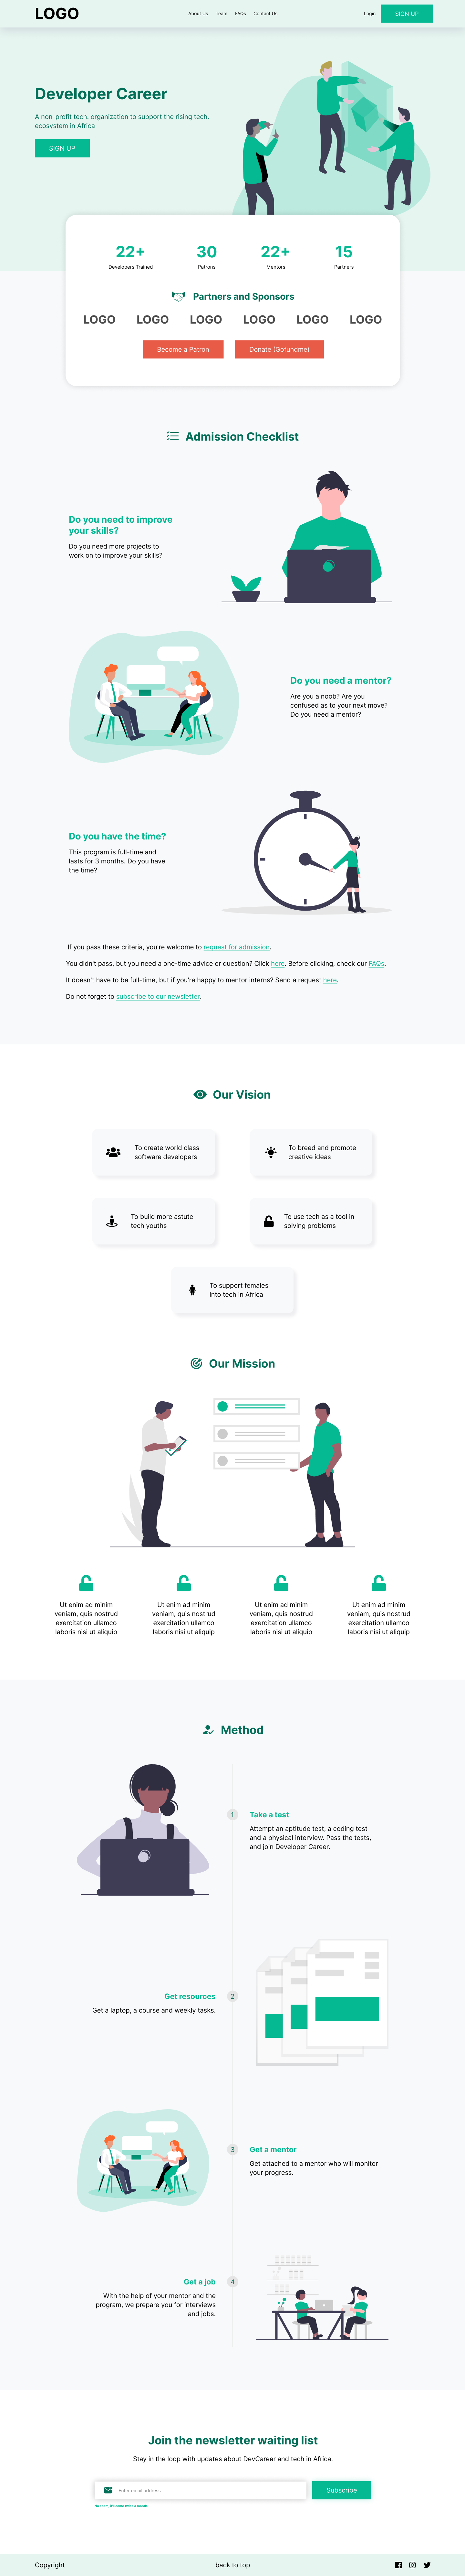 LOGO
About Us Team FAQs Contact Us
Login
SIGN UP
Developer Career
A non-profit tech. organization to support the rising tech.
ecosystem in Africa
SIGN UP
22+ 30 22+ 15
Developers Trained Patrons Mentors Partners
Partners and Sponsors
LOGO LOGO LOGO LOGO LOGO LOGO
Become a Patron Donate (Gofundme)
Admission Checklist
Do you need to improve
your skills?
Do you need more projects to
work on to improve your skills?
Do you need a mentor?
Are you a noob? Are you
confused as to your next move?
Do you need a mentor?
Do you have the time?
This program is full-time and
lasts for 3 months. Do you have
the time?
If you pass these criteria, you're welcome to request for admission.
You didn't pass, but you need a one-time advice or question? Click here. Before clicking, check our FAQs.
It doesn't have to be full-time, but if you're happy to mentor interns? Send a request here.
Do not forget to subscribe to our newsletter.
Our Vision
To create world class
software developers
To breed and promote
creative ideas
To build more astute
tech youths
To use tech as a tool in
solving problems
To support females
into tech in Africa
Our Mission
Ut enim ad minim
veniam, quis nostrud
exercitation ullamco
laboris nisi ut aliquip
Ut enim ad minim
veniam, quis nostrud
exercitation ullamco
laboris nisi ut aliquip
Ut enim ad minim
veniam, quis nostrud
exercitation ullamco
laboris nisi ut aliquip
Ut enim ad minim
veniam, quis nostrud
exercitation ullamco
laboris nisi ut aliquip
Method
1
Take a test
Attempt an aptitude test, a coding test
and a physical interview. Pass the tests,
and join Developer Career.
Get resources
2
Get a laptop, a course and weekly tasks.
3
Get a mentor
Get attached to a mentor who will monitor
your progress.
Get a job
4
With the help of your mentor and the
program, we prepare you for interviews
and jobs.
Join the newsletter waiting list
Stay in the loop with updates about DevCareer and tech in Africa.
Enter email address
Subscribe
No spam. It'll come twice a month
Copyright
back to top